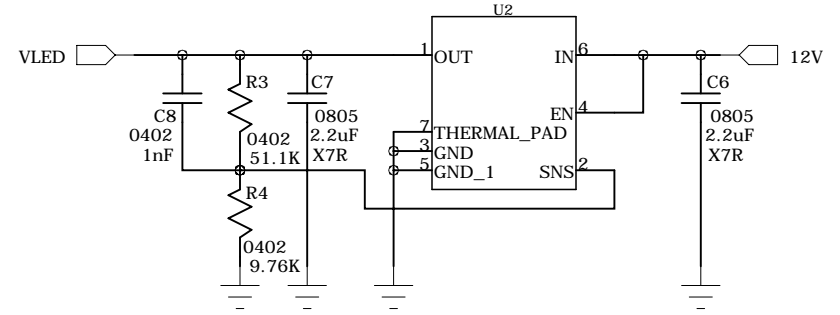 U2
VLED
1
OUT
IN
6
12V
R3
C7
C6
C8
0402
1nF
0402
51.1K
0805
2.2uF
X7R
EN
4
0805
2.2uF
X7R
7
THERMAL_PAD
3
GND
5
GND_1
SNS
2
R4
0402
9.76K